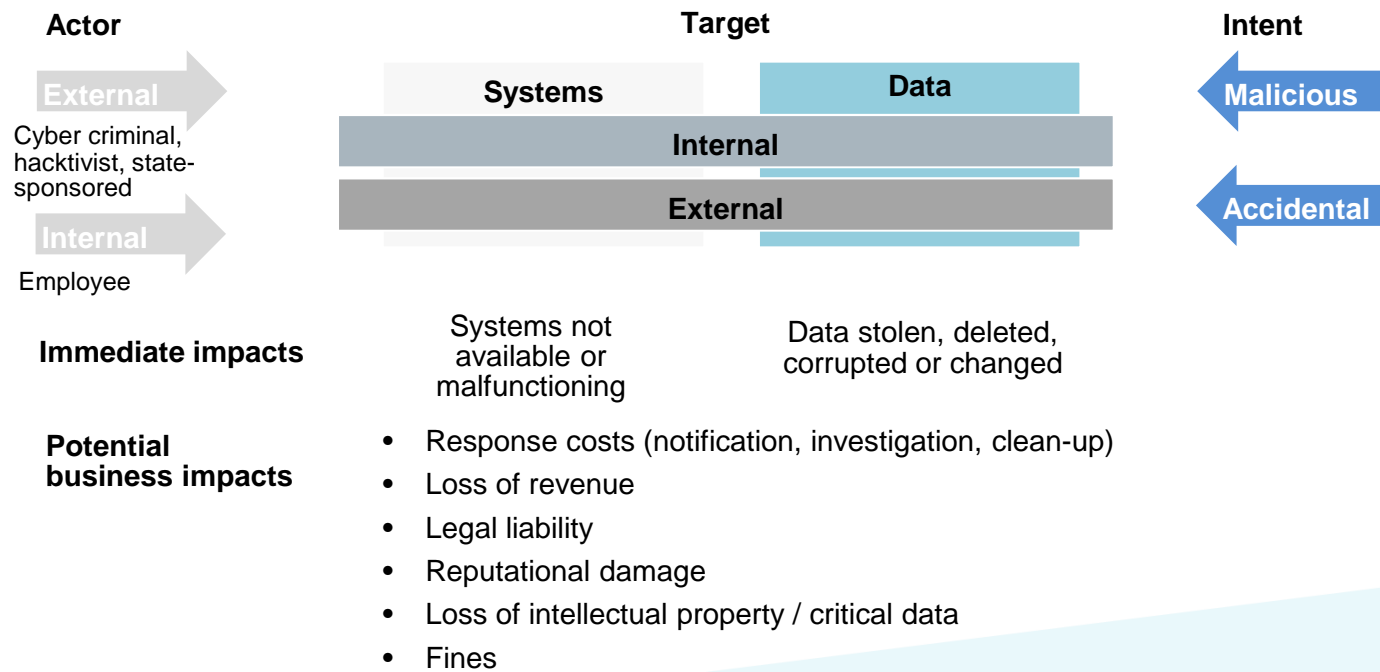 Actor
Target
Intent
External
Systems
Data
Malicious
Cyber criminal,
hacktivist, state-
sponsored
Internal
External
Accidental
Internal
Employee
Immediate impacts
Systems not
available or
malfunctioning
Data stolen, deleted,
corrupted or changed
Potential
business impacts
• Response costs (notification, investigation, clean-up)
• Loss of revenue
• Legal liability
• Reputational damage
• Loss of intellectual property / critical data
• Fines